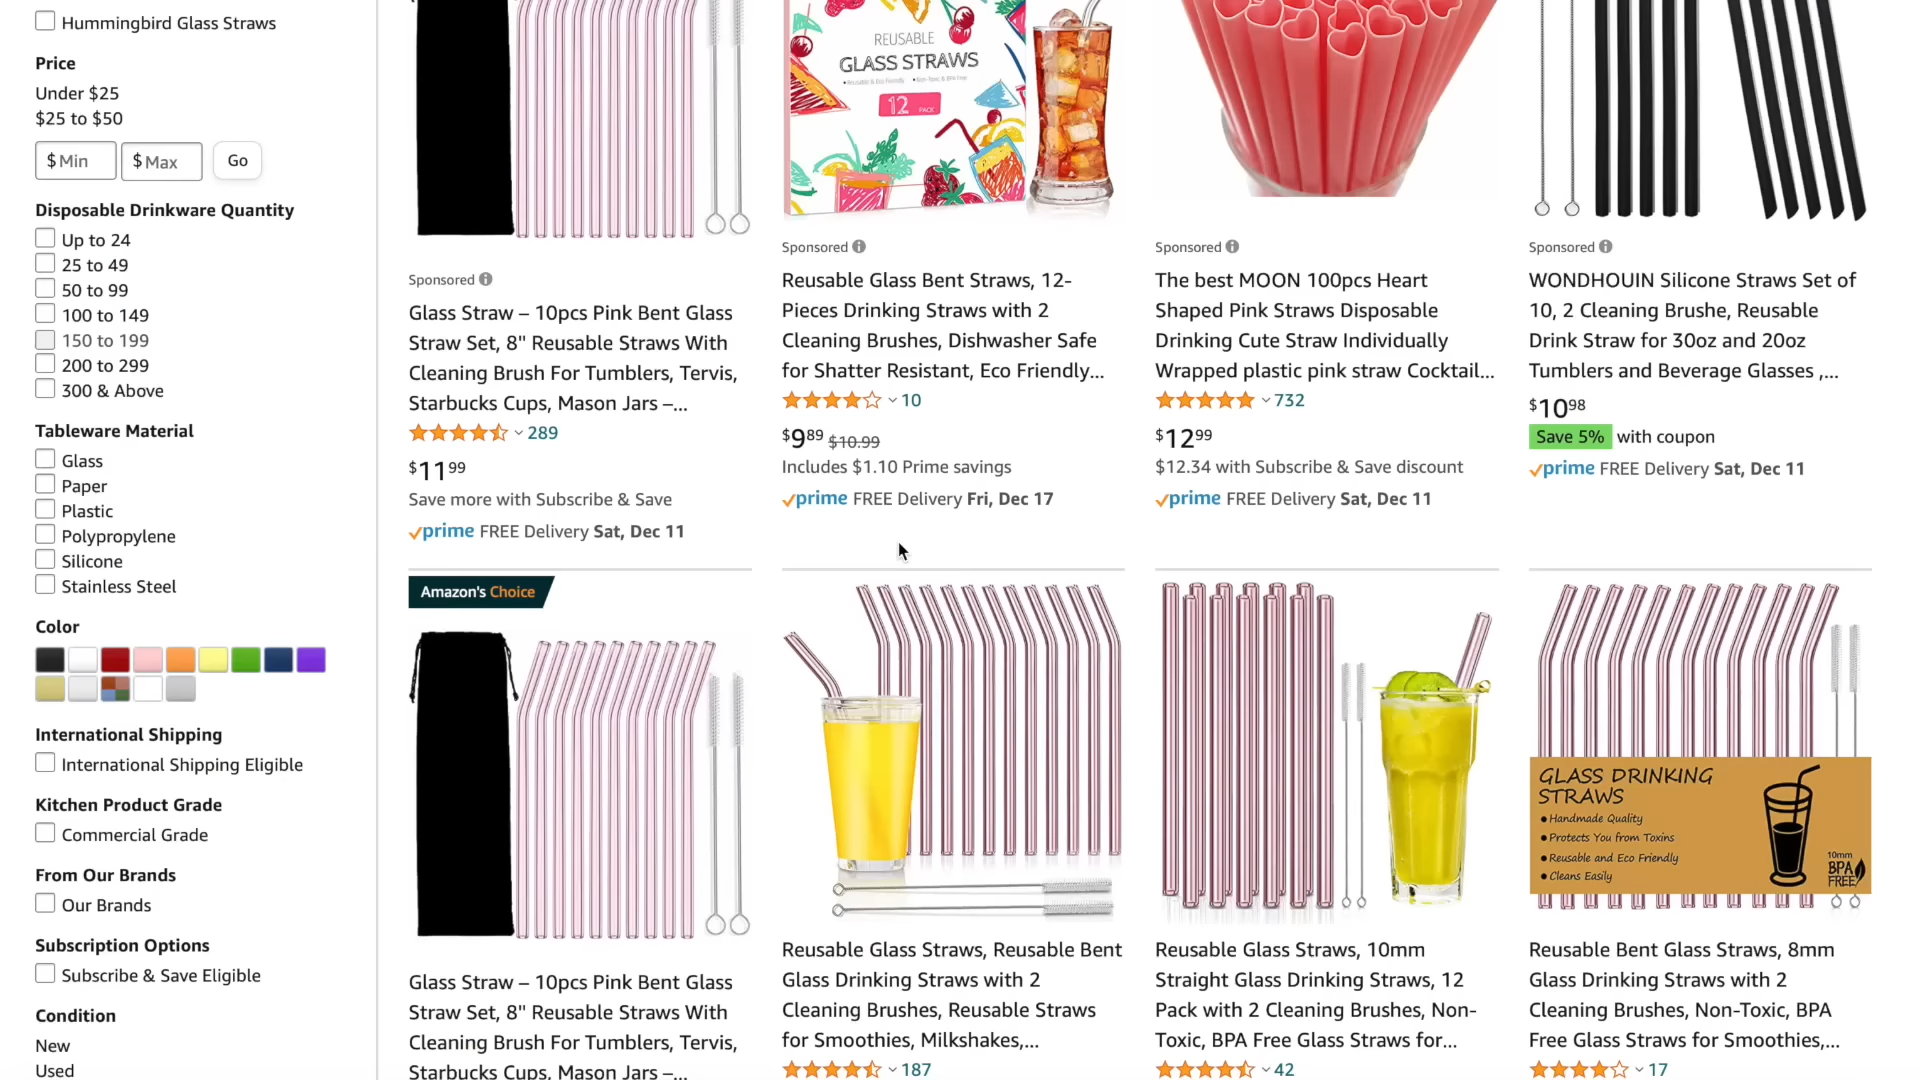 Hummingbird Glass Straws
Price
Under $25
$25 to $50
$ Min
$ Max
Go
Disposable Drinkware Quantity
Up to 24
25 to 49
50 to 99
100 to 149
150 to 199
200 to 299
300 & Above
Tableware Material
Glass
Paper
Plastic
Polypropylene
Silicone
Stainless Steel
Color
International Shipping
International Shipping Eligible
Kitchen Product Grade
Commercial Grade
From Our Brands
Our Brands
Subscription Options
Subscribe & Save Eligible
Condition
New
Used
Sponsored
Glass Straw – 10pcs Pink Bent Glass
Straw Set, 8" Reusable Straws With
Cleaning Brush For Tumblers, Tervis,
Starbucks Cups, Mason Jars –...
289
$11.99
Save more with Subscribe & Save
prime FREE Delivery Sat, Dec 11
REUSABLE
GLASS STRAWS
• Reusable & Eco Friendly • Non-Toxic & BPA Free
12 PACK
Sponsored
Reusable Glass Bent Straws, 12-
Pieces Drinking Straws with 2
Cleaning Brushes, Dishwasher Safe
for Shatter Resistant, Eco Friendly...
10
$9.89 $10.99
Includes $1.10 Prime savings
prime FREE Delivery Fri, Dec 17
Sponsored
The best MOON 100pcs Heart
Shaped Pink Straws Disposable
Drinking Cute Straw Individually
Wrapped plastic pink straw Cocktail...
732
$12.99
$12.34 with Subscribe & Save discount
prime FREE Delivery Sat, Dec 11
Sponsored
WONDHOUIN Silicone Straws Set of
10, 2 Cleaning Brushe, Reusable
Drink Straw for 30oz and 20oz
Tumblers and Beverage Glasses ,...
$10.98
Save 5% with coupon
prime FREE Delivery Sat, Dec 11
Amazon's Choice
Glass Straw – 10pcs Pink Bent Glass
Straw Set, 8" Reusable Straws With
Cleaning Brush For Tumblers, Tervis,
Starbucks Cups, Mason Jars –...
Reusable Glass Straws, Reusable Bent
Glass Drinking Straws with 2
Cleaning Brushes, Reusable Straws
for Smoothies, Milkshakes,...
187
Reusable Glass Straws, 10mm
Straight Glass Drinking Straws, 12
Pack with 2 Cleaning Brushes, Non-
Toxic, BPA Free Glass Straws for...
42
GLASS DRINKING
STRAWS
• Handmade Quality
• Protects You from Toxins
• Reusable and Eco Friendly
• Cleans Easily
10mm
BPA
FREE
Reusable Bent Glass Straws, 8mm
Glass Drinking Straws with 2
Cleaning Brushes, Non-Toxic, BPA
Free Glass Straws for Smoothies,...
17